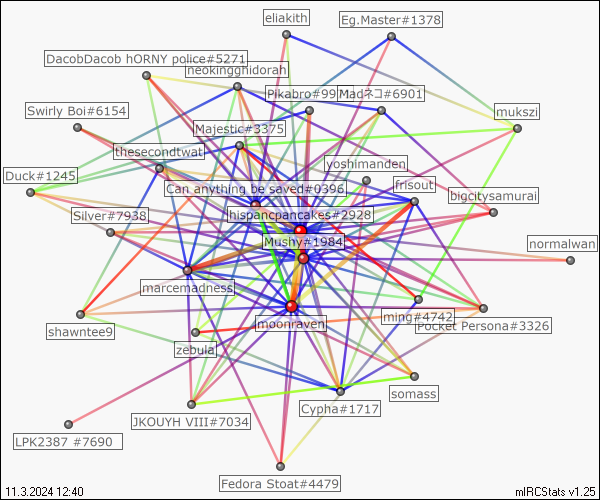 eliakith
Eg.Master#1378
DacobDacob hORNY police#5271
neokingghidorah
Pikabro#99
Madネコ#6901
Swirly Boi#6154
mukszi
Majestic#3375
thesecondtwat
yoshimanden
Duck#1245
Can anything be saved#0396
frisout
bigcitysamurai
Silver#7938
hispancpancakes#2928
Mushy#1984
normalwan
marcemadness
ming#4742
moonraven
Pocket Persona#3326
shawntee9
zebula
somass
Cypha#1717
JKOUYH VIII#7034
LPK2387 #7690
Fedora Stoat#4479
11.3.2024 12:40
mIRCStats v1.25